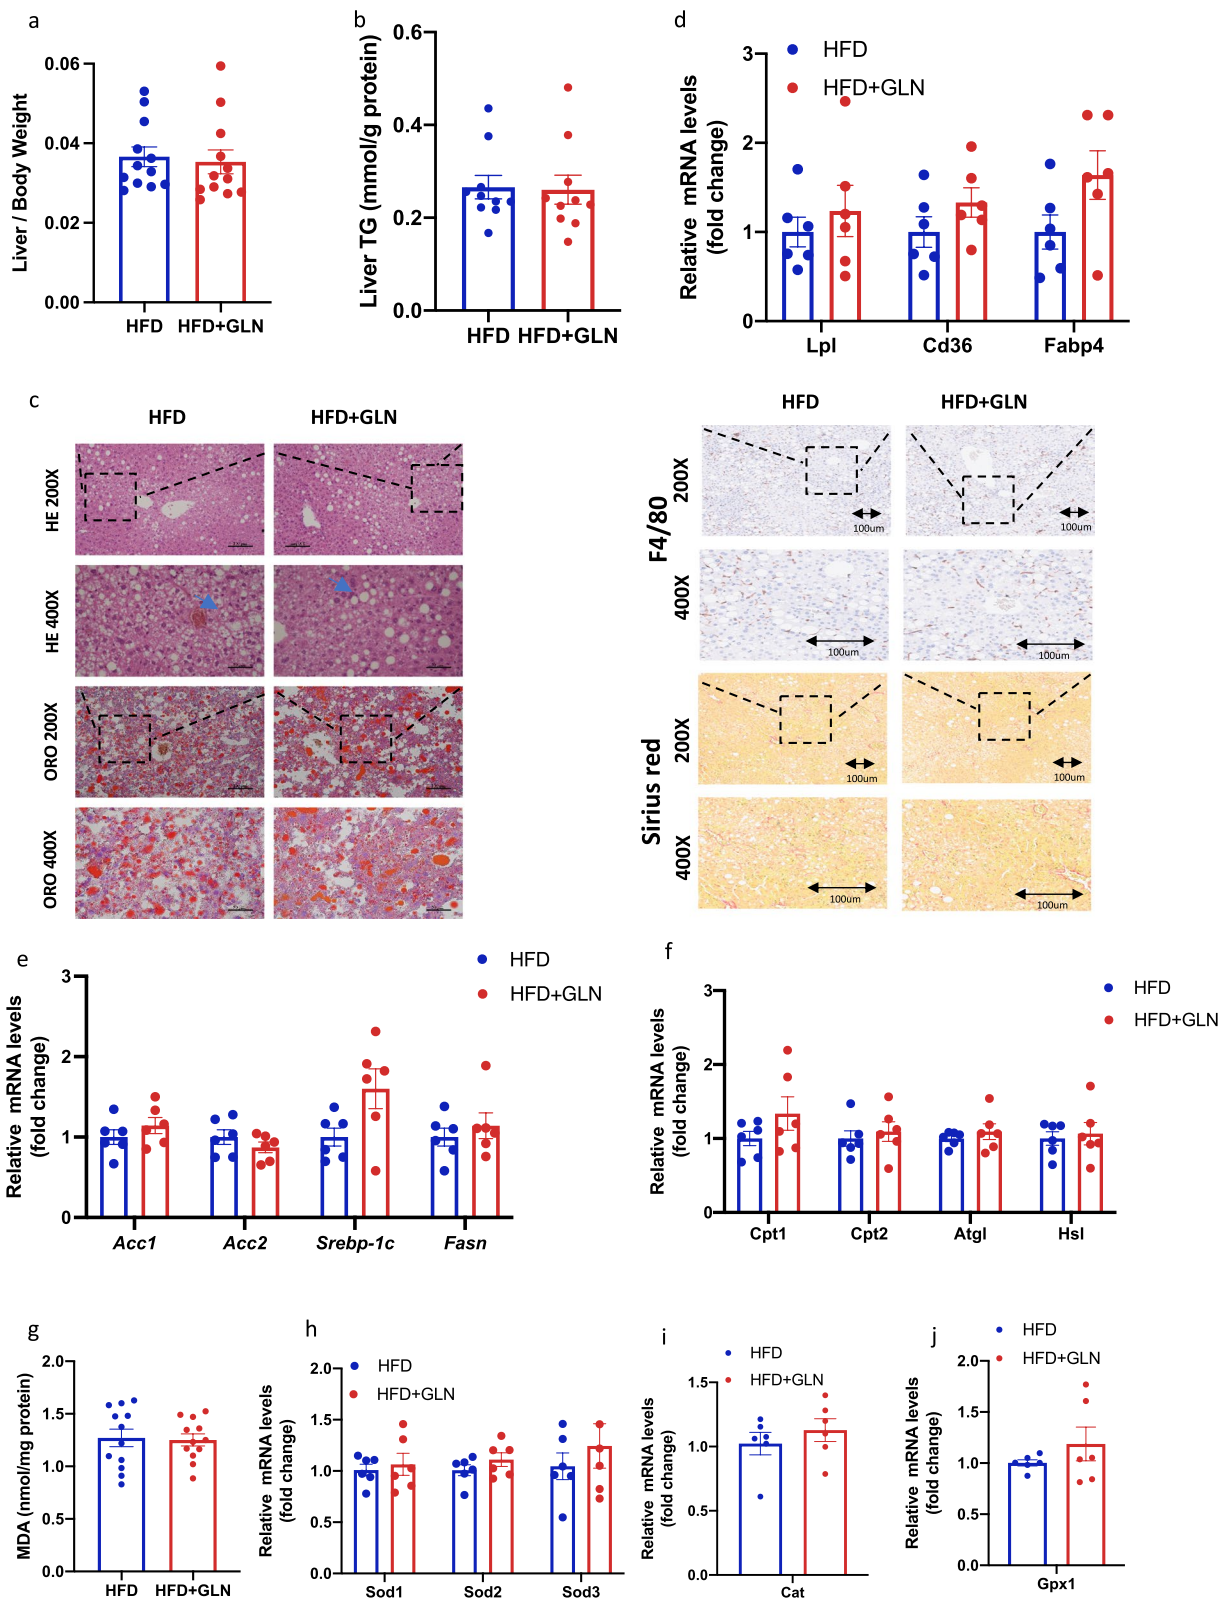 a
Liver / Body Weight
0.06
0.04
0.02
0.00
HFD
HFD+GLN
b
Liver TG (mmol/g protein)
0.6
0.4
0.2
0.0
HFD
HFD+GLN
d
Relative mRNA levels
(fold change)
3
2
1
0
HFD
HFD+GLN
Lpl
Cd36
Fabp4
c
HFD
HFD+GLN
HE 200X
HE 400X
ORO 200X
ORO 400X
HFD
HFD+GLN
F4/80
200X
100um
100um
400X
100um
100um
Sirius red
200X
100um
100um
400X
100um
100um
e
Relative mRNA levels
(fold change)
3
2
1
0
HFD
HFD+GLN
Acc1
Acc2
Srebp-1c
Fasn
f
Relative mRNA levels
(fold change)
3
2
1
0
HFD
HFD+GLN
Cpt1
Cpt2
Atgl
Hsl
g
MDA (nmol/mg protein)
2.0
1.5
1.0
0.5
0.0
HFD
HFD+GLN
h
Relative mRNA levels
(fold change)
2.0
1.5
1.0
0.5
0.0
HFD
HFD+GLN
Sod1
Sod2
Sod3
i
Relative mRNA levels
(fold change)
1.5
1.0
0.5
0.0
HFD
HFD+GLN
Cat
j
Relative mRNA levels
(fold change)
2.0
1.5
1.0
0.5
0.0
HFD
HFD+GLN
Gpx1